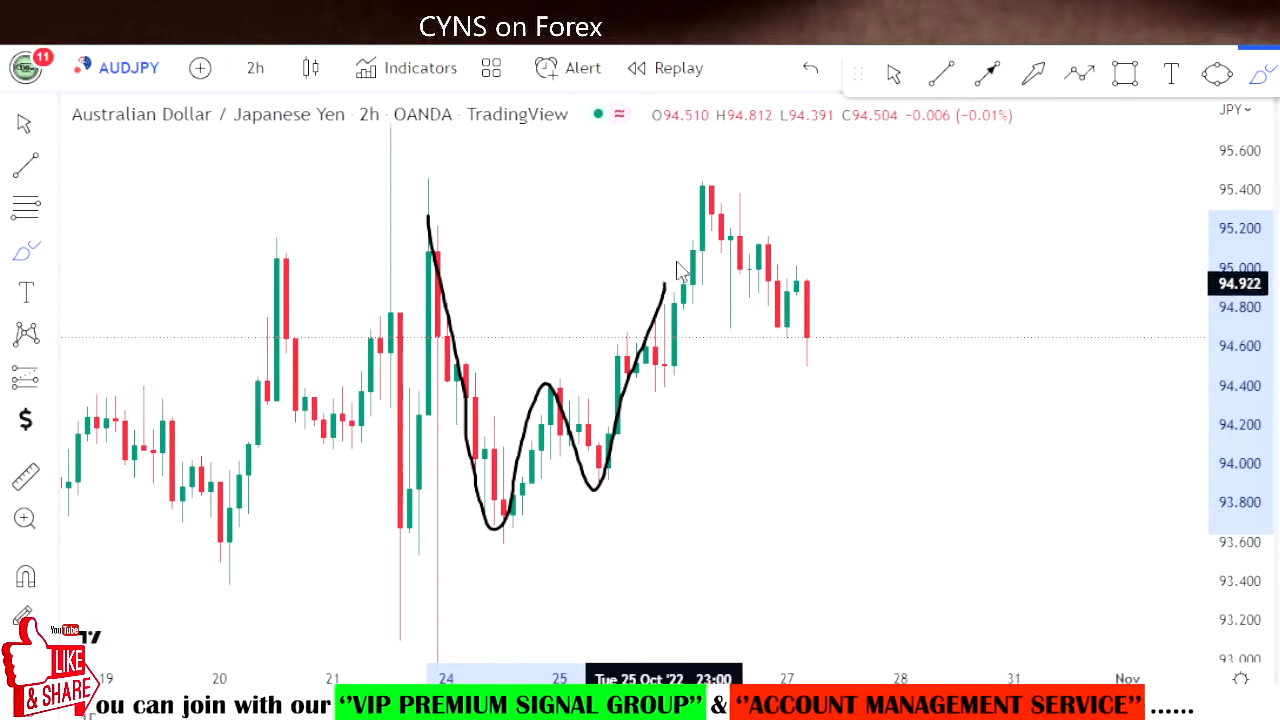 CYNS on Forex
11
AUDJPY
2h
Indicators
Alert
Replay
Australian Dollar / Japanese Yen · 2h · OANDA · TradingView
O94.510 H94.812 L94.391 C94.504 −0.006 (−0.01%)
JPY
95.600
95.400
95.200
95.000
94.922
94.800
94.600
94.400
94.200
94.000
93.800
93.600
93.400
93.200
93.000
19
20
24
25
Tue 25 Oct '22 23:00
27
28
31
Nov
YouTube
LIKE
& SHARE
ou can join with our ‘’VIP PREMIUM SIGNAL GROUP’’ & ‘’ACCOUNT MANAGEMENT SERVICE’’ ......